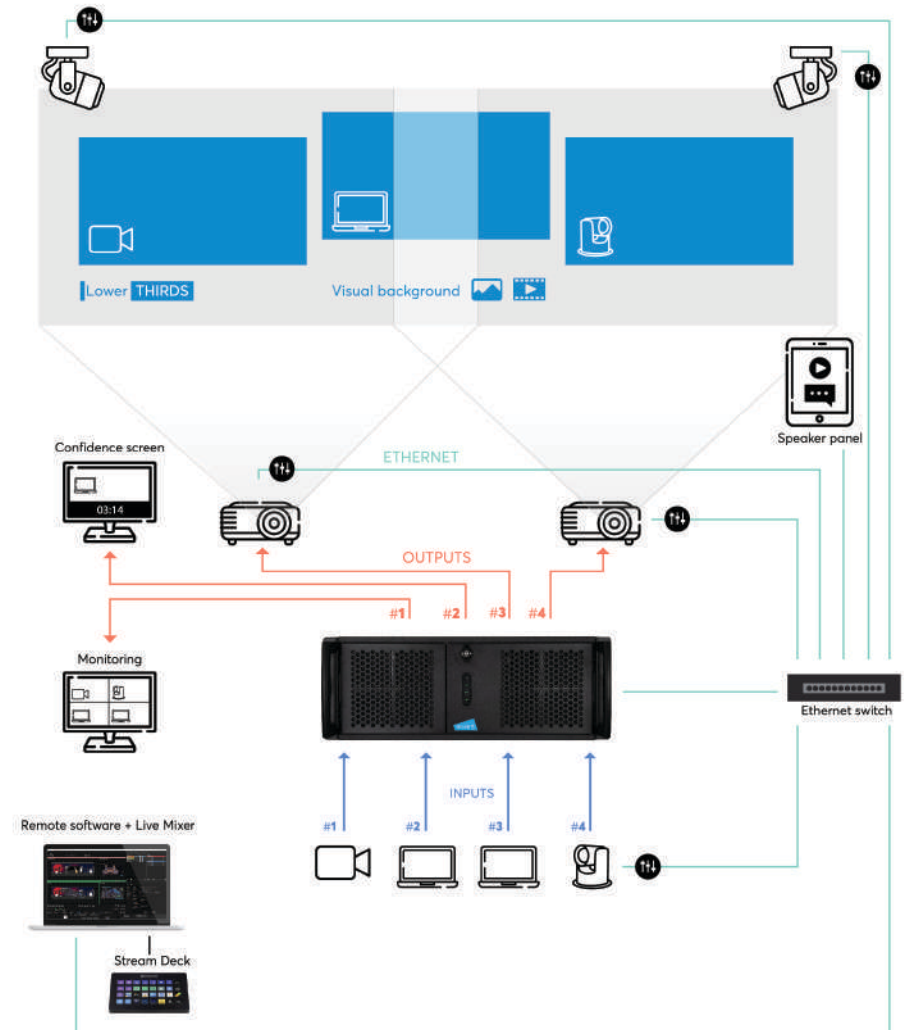 Lower THIRDS
Visual background
Speaker panel
Confidence screen
03:14
ETHERNET
OUTPUTS
#1 #2 #3 #4
Monitoring
Ethernet switch
INPUTS
#1 #2 #3 #4
Remote software + Live Mixer
Stream Deck